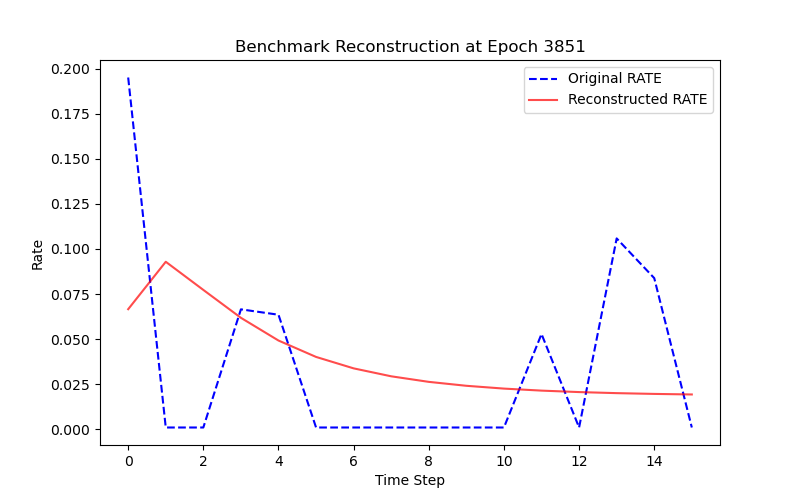 Benchmark Reconstruction at Epoch 3851
Original RATE
Reconstructed RATE
Rate
0.200
0.175
0.150
0.125
0.100
0.075
0.050
0.025
0.000
0 2 4 6 8 10 12 14
Time Step